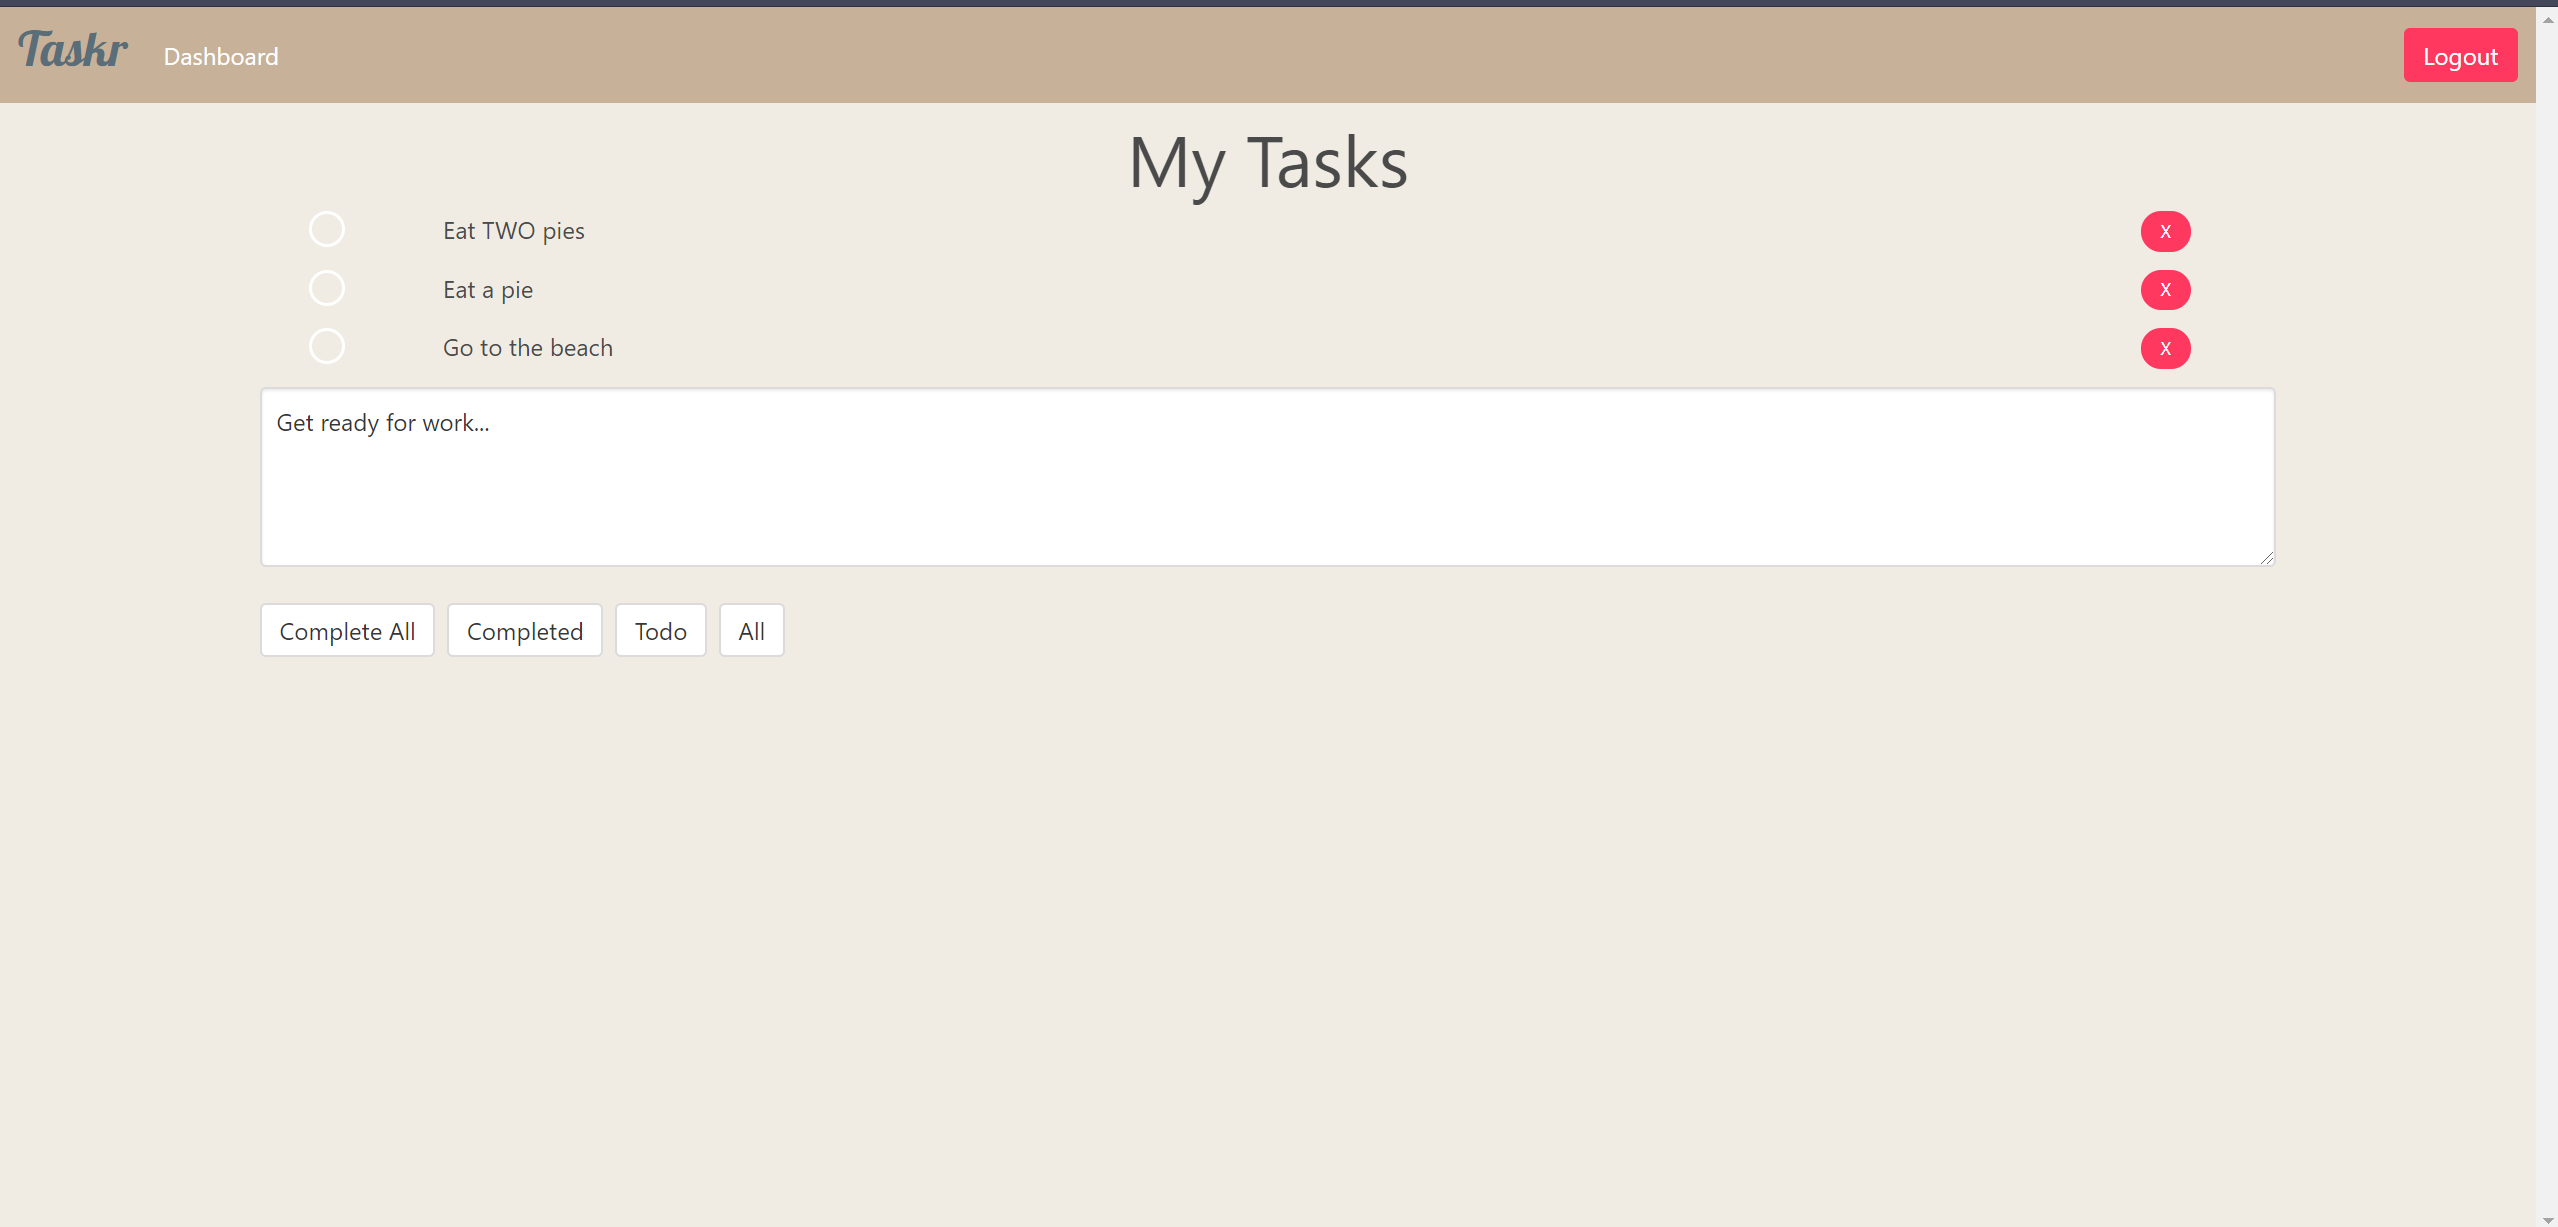 Taskr Dashboard Logout
My Tasks
Eat TWO pies X
Eat a pie X
Go to the beach X
Get ready for work...
Complete All Completed Todo All